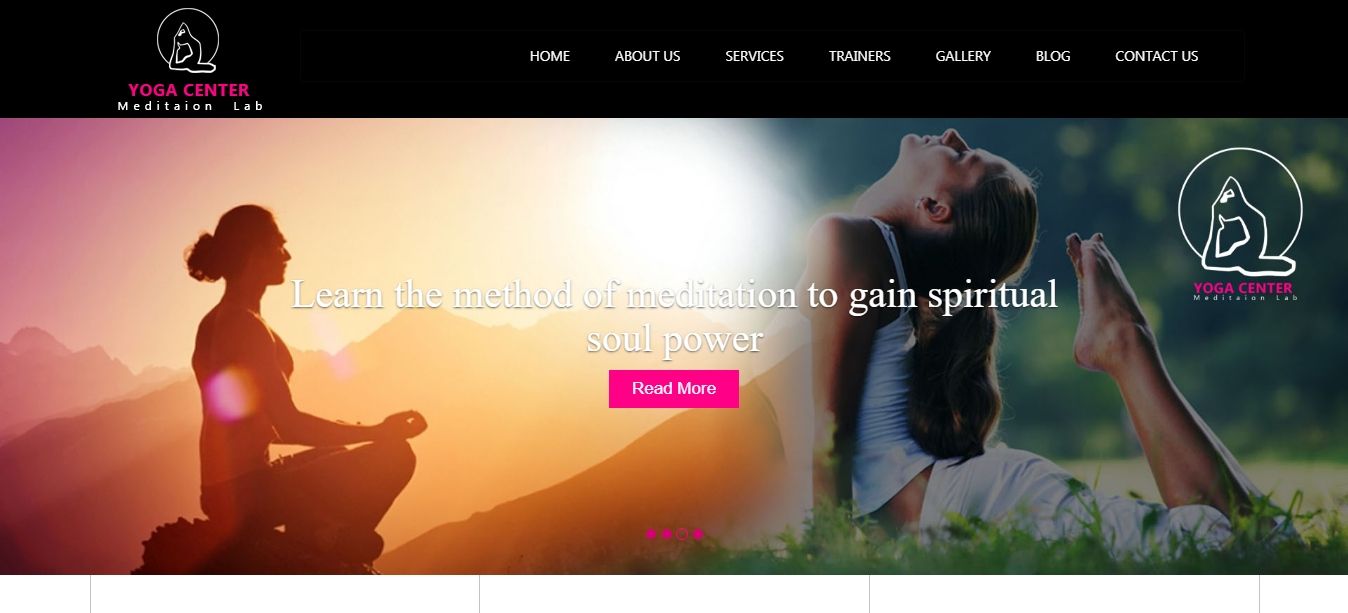 YOGA CENTER
Meditaion Lab
HOME ABOUT US SERVICES TRAINERS GALLERY BLOG CONTACT US
Learn the method of meditation to gain spiritual
soul power
Read More
YOGA CENTER
Meditaion Lab